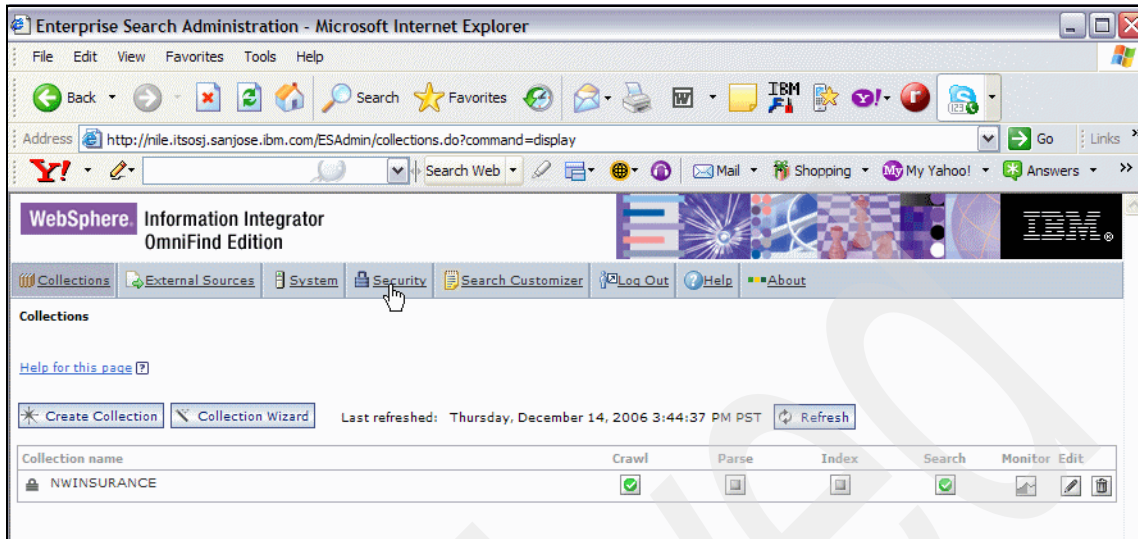 Enterprise Search Administration - Microsoft Internet Explorer
File Edit View Favorites Tools Help
Back Search Favorites
Address http://nile.itsosj.sanjose.ibm.com/ESAdmin/collections.do?command=display Go Links
Y! Search Web Mail Shopping My Yahoo! Answers
WebSphere. Information Integrator
OmniFind Edition
IBM®
Collections External Sources System Security Search Customizer Log Out Help About
Collections
Help for this page ?
Create Collection Collection Wizard Last refreshed: Thursday, December 14, 2006 3:44:37 PM PST Refresh
Collection name Crawl Parse Index Search Monitor Edit
NWINSURANCE